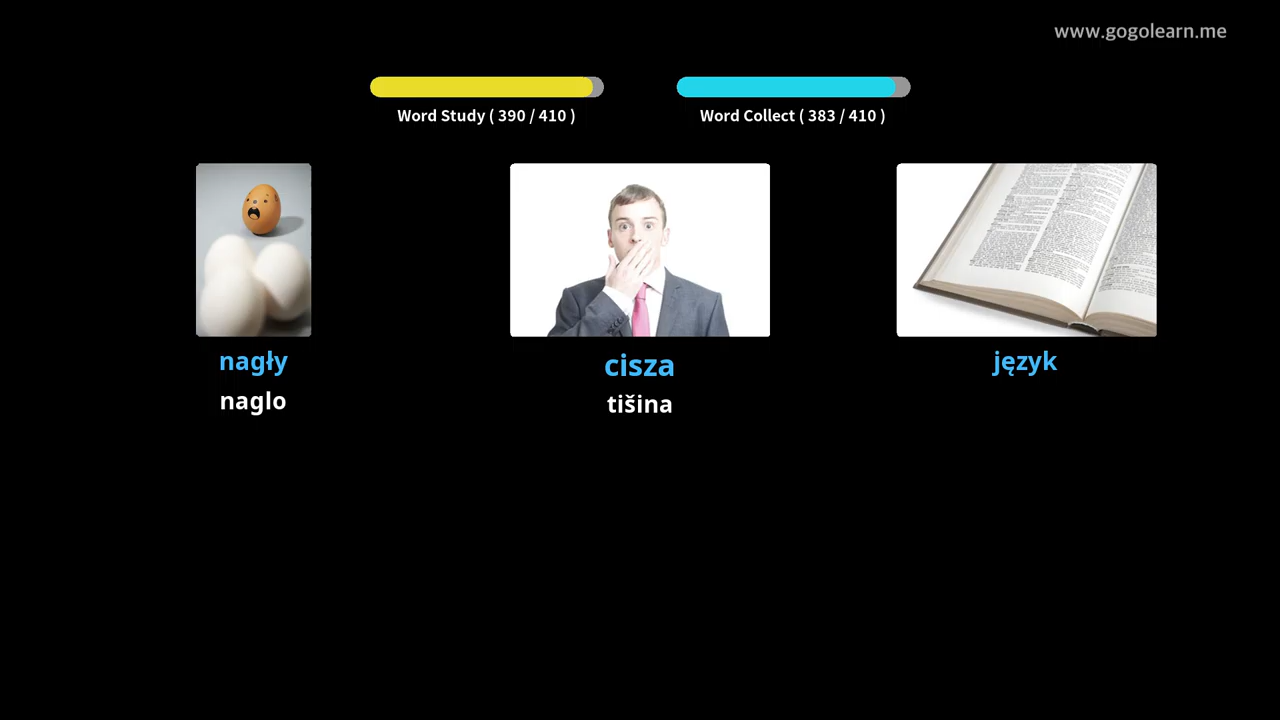 www.gogolearn.me
Word Study ( 390 / 410 )
Word Collect ( 383 / 410 )
nagły
naglo
cisza
tišina
język